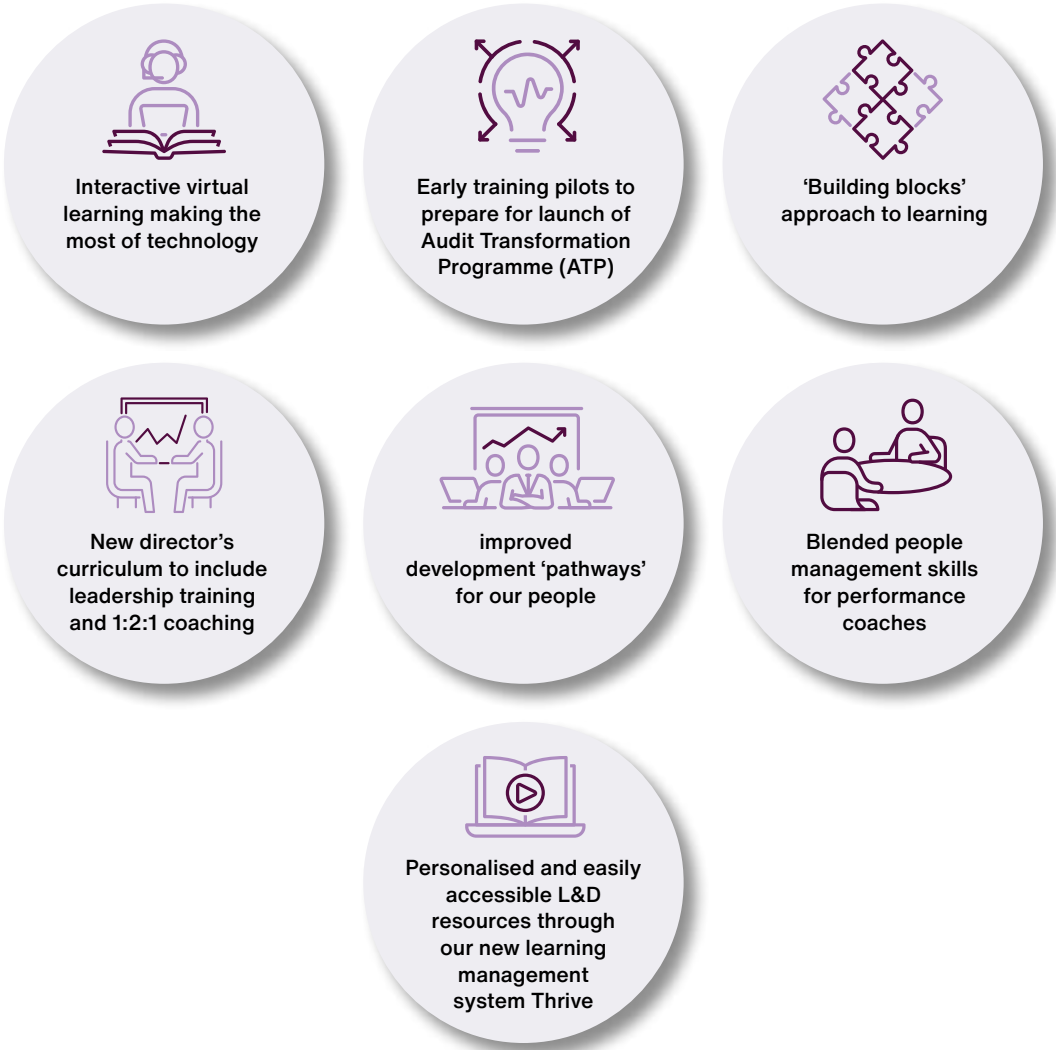 Interactive virtual
learning making the
most of technology
Early training pilots to
prepare for launch of
Audit Transformation
Programme (ATP)
‘Building blocks’
approach to learning
New director’s
curriculum to include
leadership training
and 1:2:1 coaching
improved
development ‘pathways’
for our people
Blended people
management skills
for performance
coaches
Personalised and easily
accessible L&D
resources through
our new learning
management
system Thrive